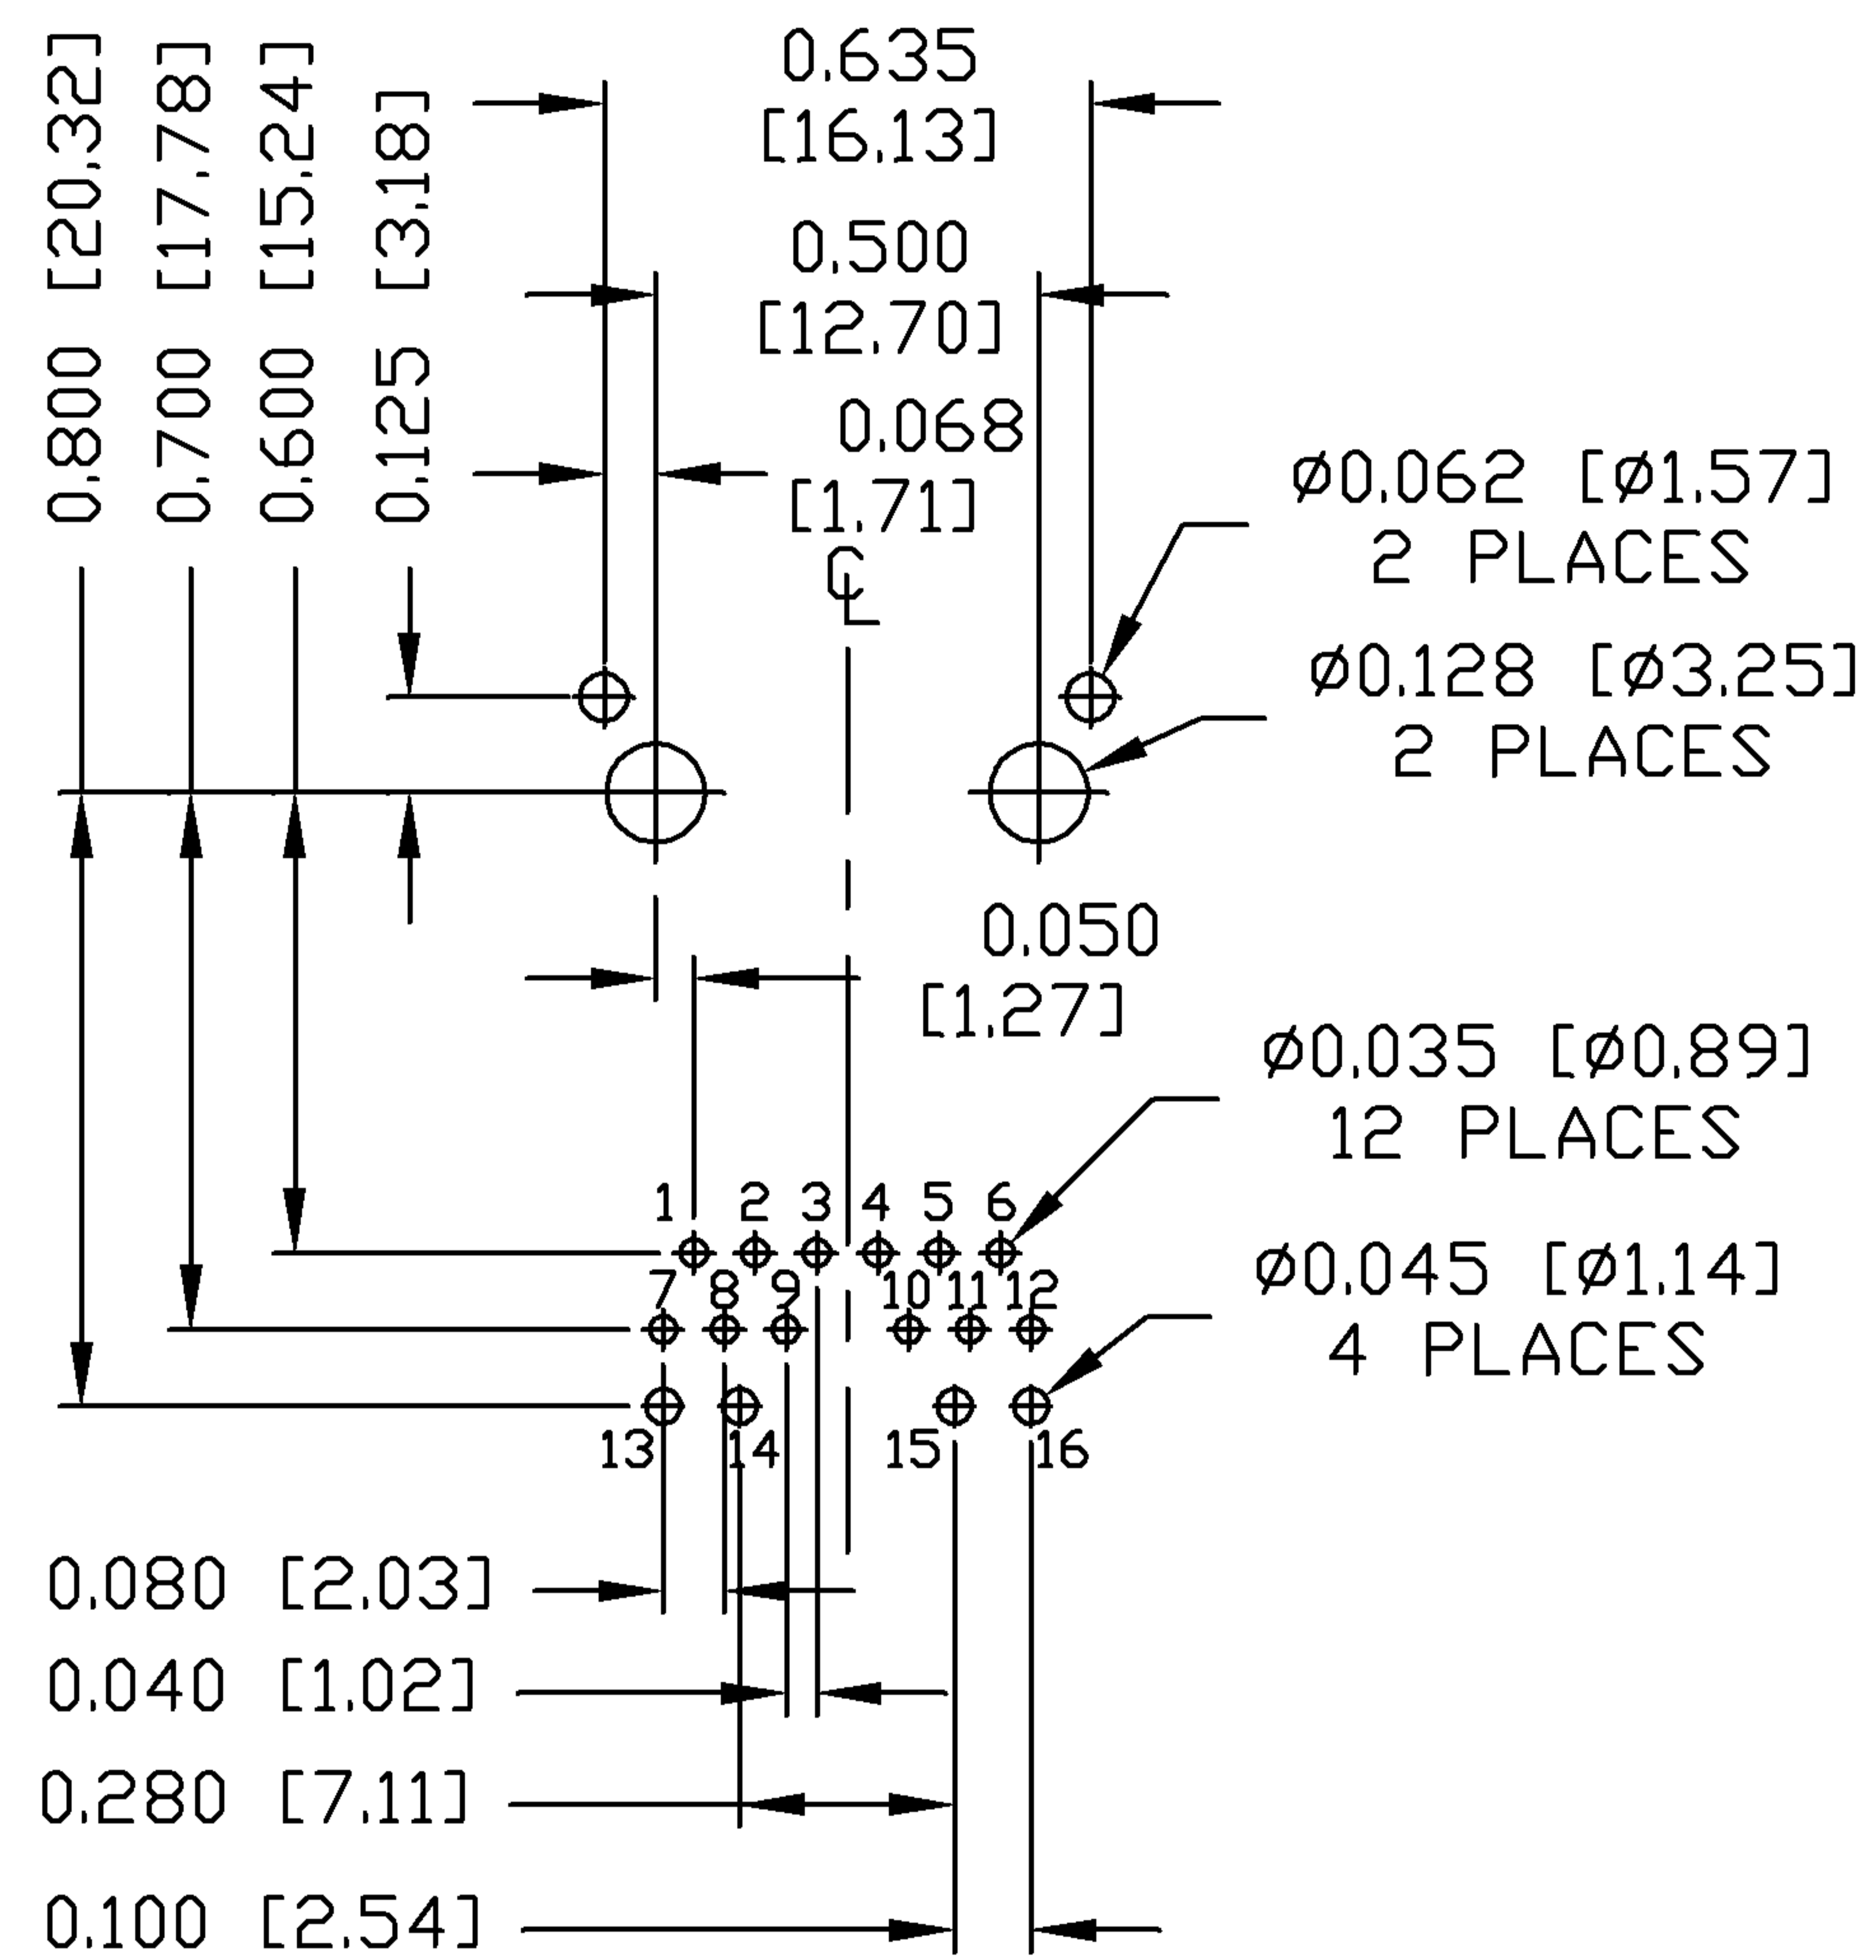 0.800 [20.32]
0.700 [17.78]
0.600 [15.24]
0.125 [3.18]
0.635
[16.13]
0.500
[12.70]
0.068
[1.71]
℄
Ø0.062 [Ø1.57]
2 PLACES
Ø0.128 [Ø3.25]
2 PLACES
0.050
[1.27]
Ø0.035 [Ø0.89]
12 PLACES
1 2 3 4 5 6
7 8 9 10 11 12
Ø0.045 [Ø1.14]
4 PLACES
13 14 15 16
0.080 [2.03]
0.040 [1.02]
0.280 [7.11]
0.100 [2.54]